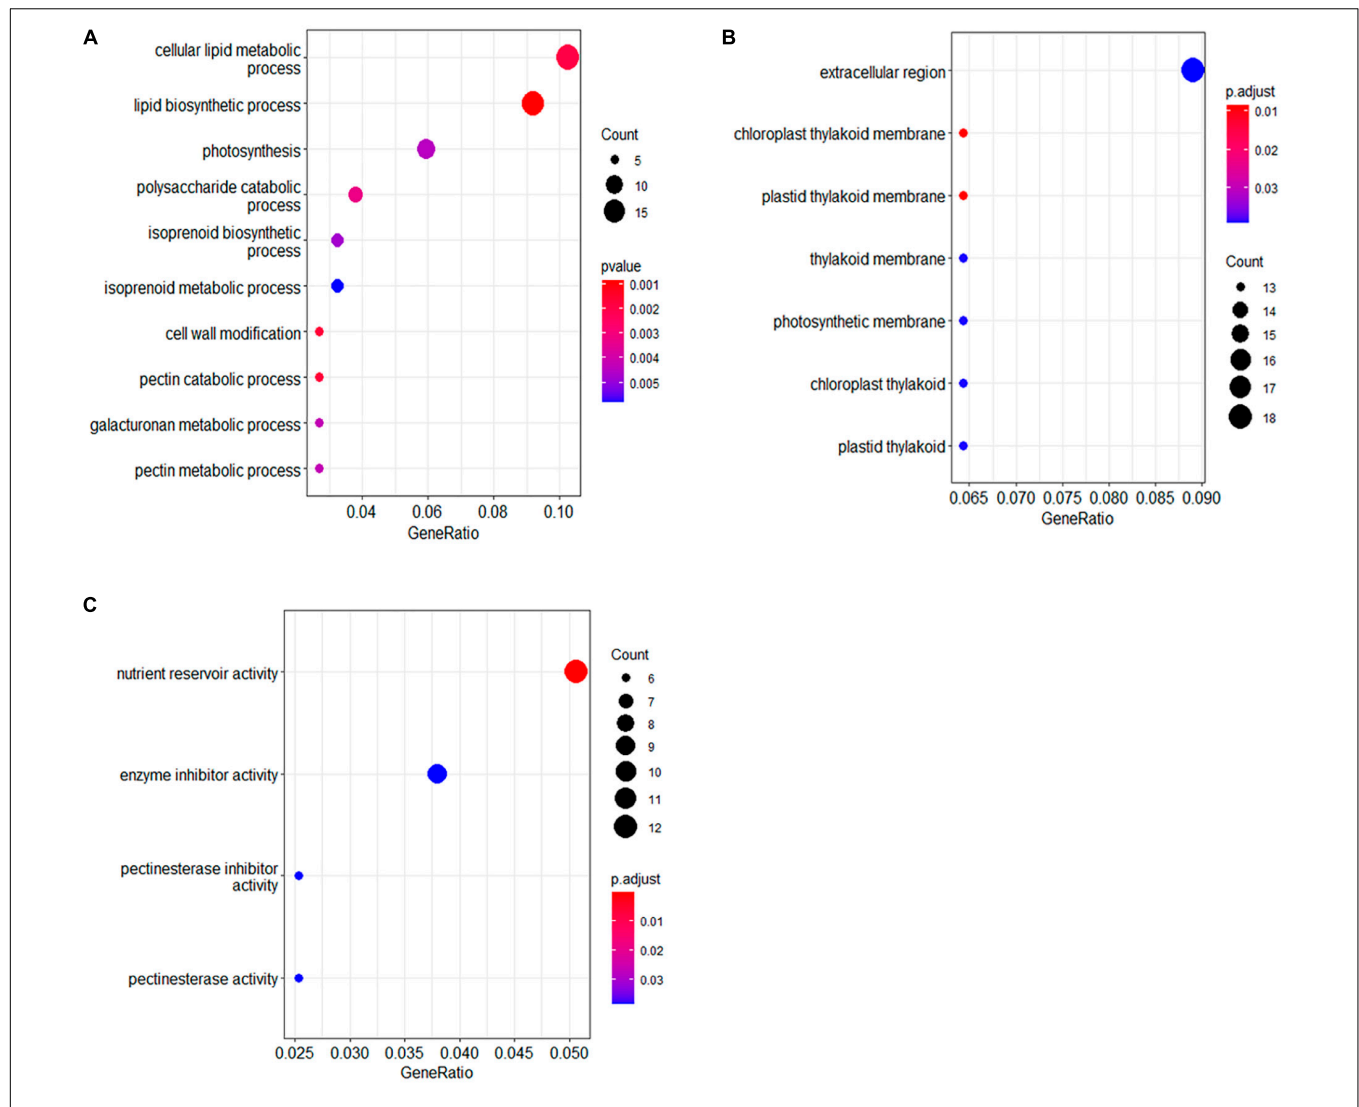 A
cellular lipid metabolic
process
lipid biosynthetic process
photosynthesis
polysaccharide catabolic
process
isoprenoid biosynthetic
process
isoprenoid metabolic process
cell wall modification
pectin catabolic process
galacturonan metabolic process
pectin metabolic process
0.04 0.06 0.08 0.10
GeneRatio
Count
5
10
15
pvalue
0.001
0.002
0.003
0.004
0.005
B
extracellular region
chloroplast thylakoid membrane
plastid thylakoid membrane
thylakoid membrane
photosynthetic membrane
chloroplast thylakoid
plastid thylakoid
0.065 0.070 0.075 0.080 0.085 0.090
GeneRatio
p.adjust
0.01
0.02
0.03
Count
13
14
15
16
17
18
C
nutrient reservoir activity
enzyme inhibitor activity
pectinesterase inhibitor
activity
pectinesterase activity
0.025 0.030 0.035 0.040 0.045 0.050
GeneRatio
Count
6
7
8
9
10
11
12
p.adjust
0.01
0.02
0.03